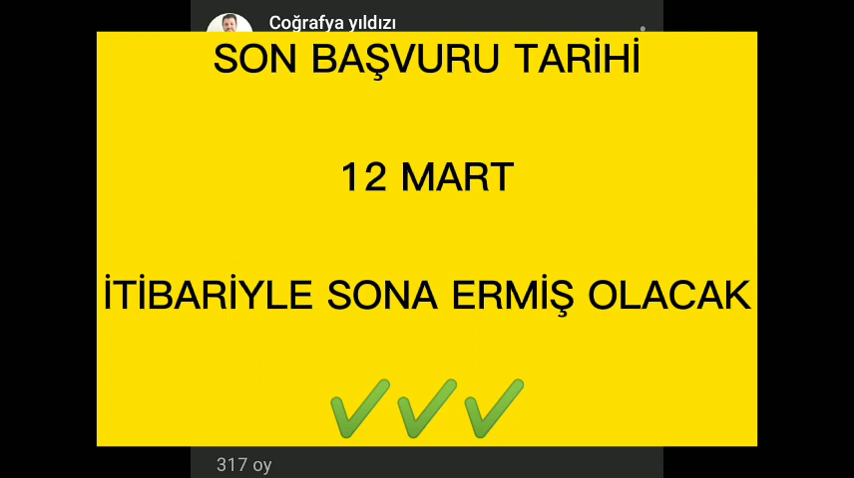 Coğrafya yıldızı
SON BAŞVURU TARİHİ
12 MART
İTİBARİYLE SONA ERMİŞ OLACAK
317 oy